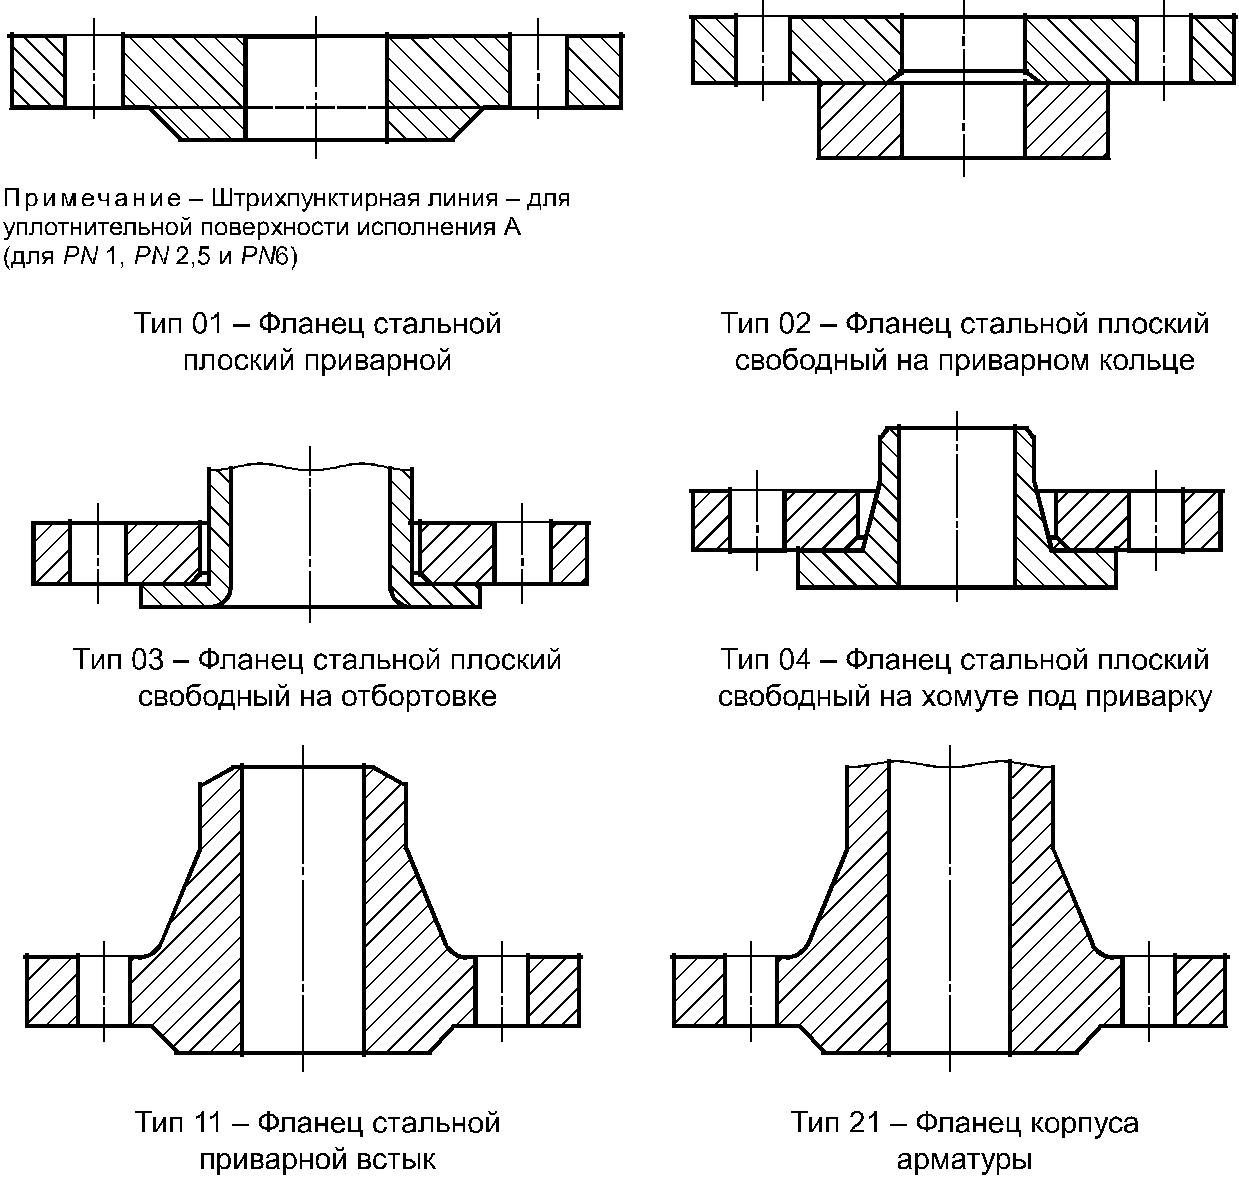 Примечание – Штрихпунктирная линия – для
уплотнительной поверхности исполнения А
(для PN 1, PN 2,5 и PN6)
Тип 01 – Фланец стальной
плоский приварной
Тип 02 – Фланец стальной плоский
свободный на приварном кольце
Тип 03 – Фланец стальной плоский
свободный на отбортовке
Тип 04 – Фланец стальной плоский
свободный на хомуте под приварку
Тип 11 – Фланец стальной
приварной встык
Тип 21 – Фланец корпуса
арматуры